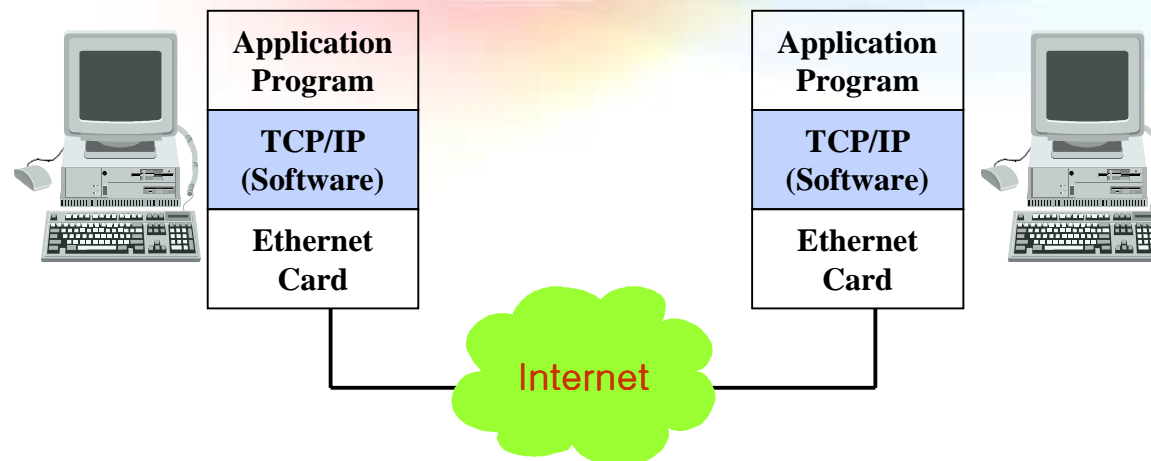 Application
Program
TCP/IP
(Software)
Ethernet
Card
Application
Program
TCP/IP
(Software)
Ethernet
Card
Internet